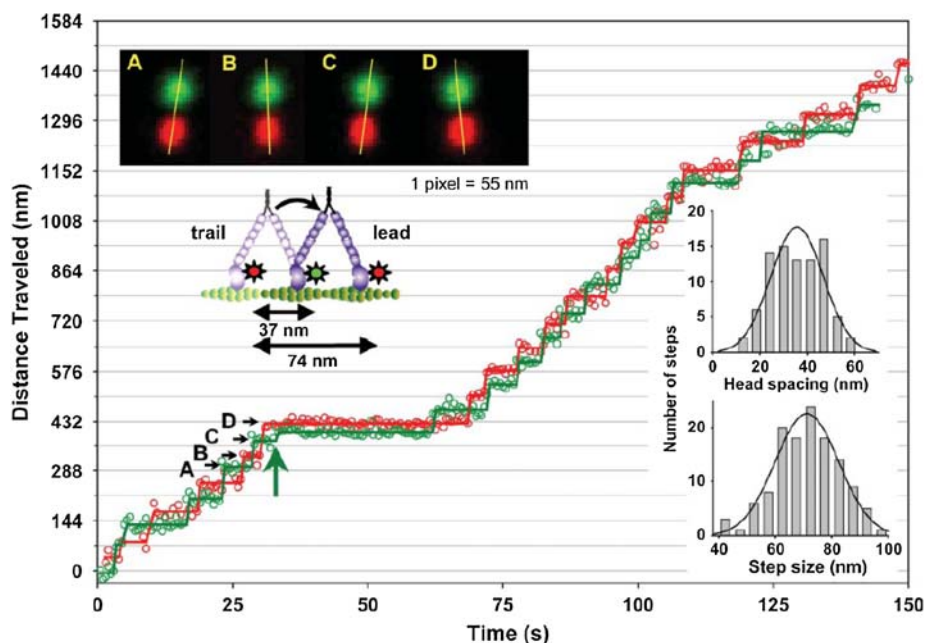 1584
1440
1296
1152
1008
864
720
576
432
288
144
0
Distance Traveled (nm)
A
B
C
D
1 pixel = 55 nm
trail
lead
37 nm
74 nm
D
C
B
A
20
15
10
5
0
0
20
40
60
Head spacing (nm)
Number of steps
20
10
0
40
60
80
100
Step size (nm)
0
25
50
75
100
125
150
Time (s)